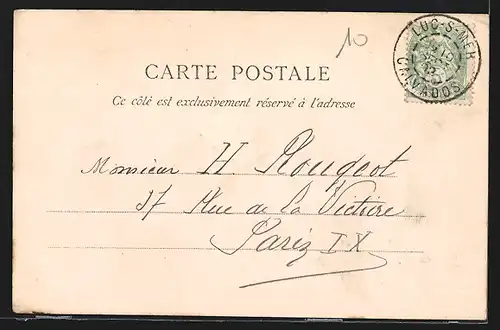 10
LUC-S-MER
CALVADOS
CARTE POSTALE
Ce côté est exclusivement réservé à l'adresse
Monsieur H. Rougeot
37 Rue de la Victoire
Paris IX